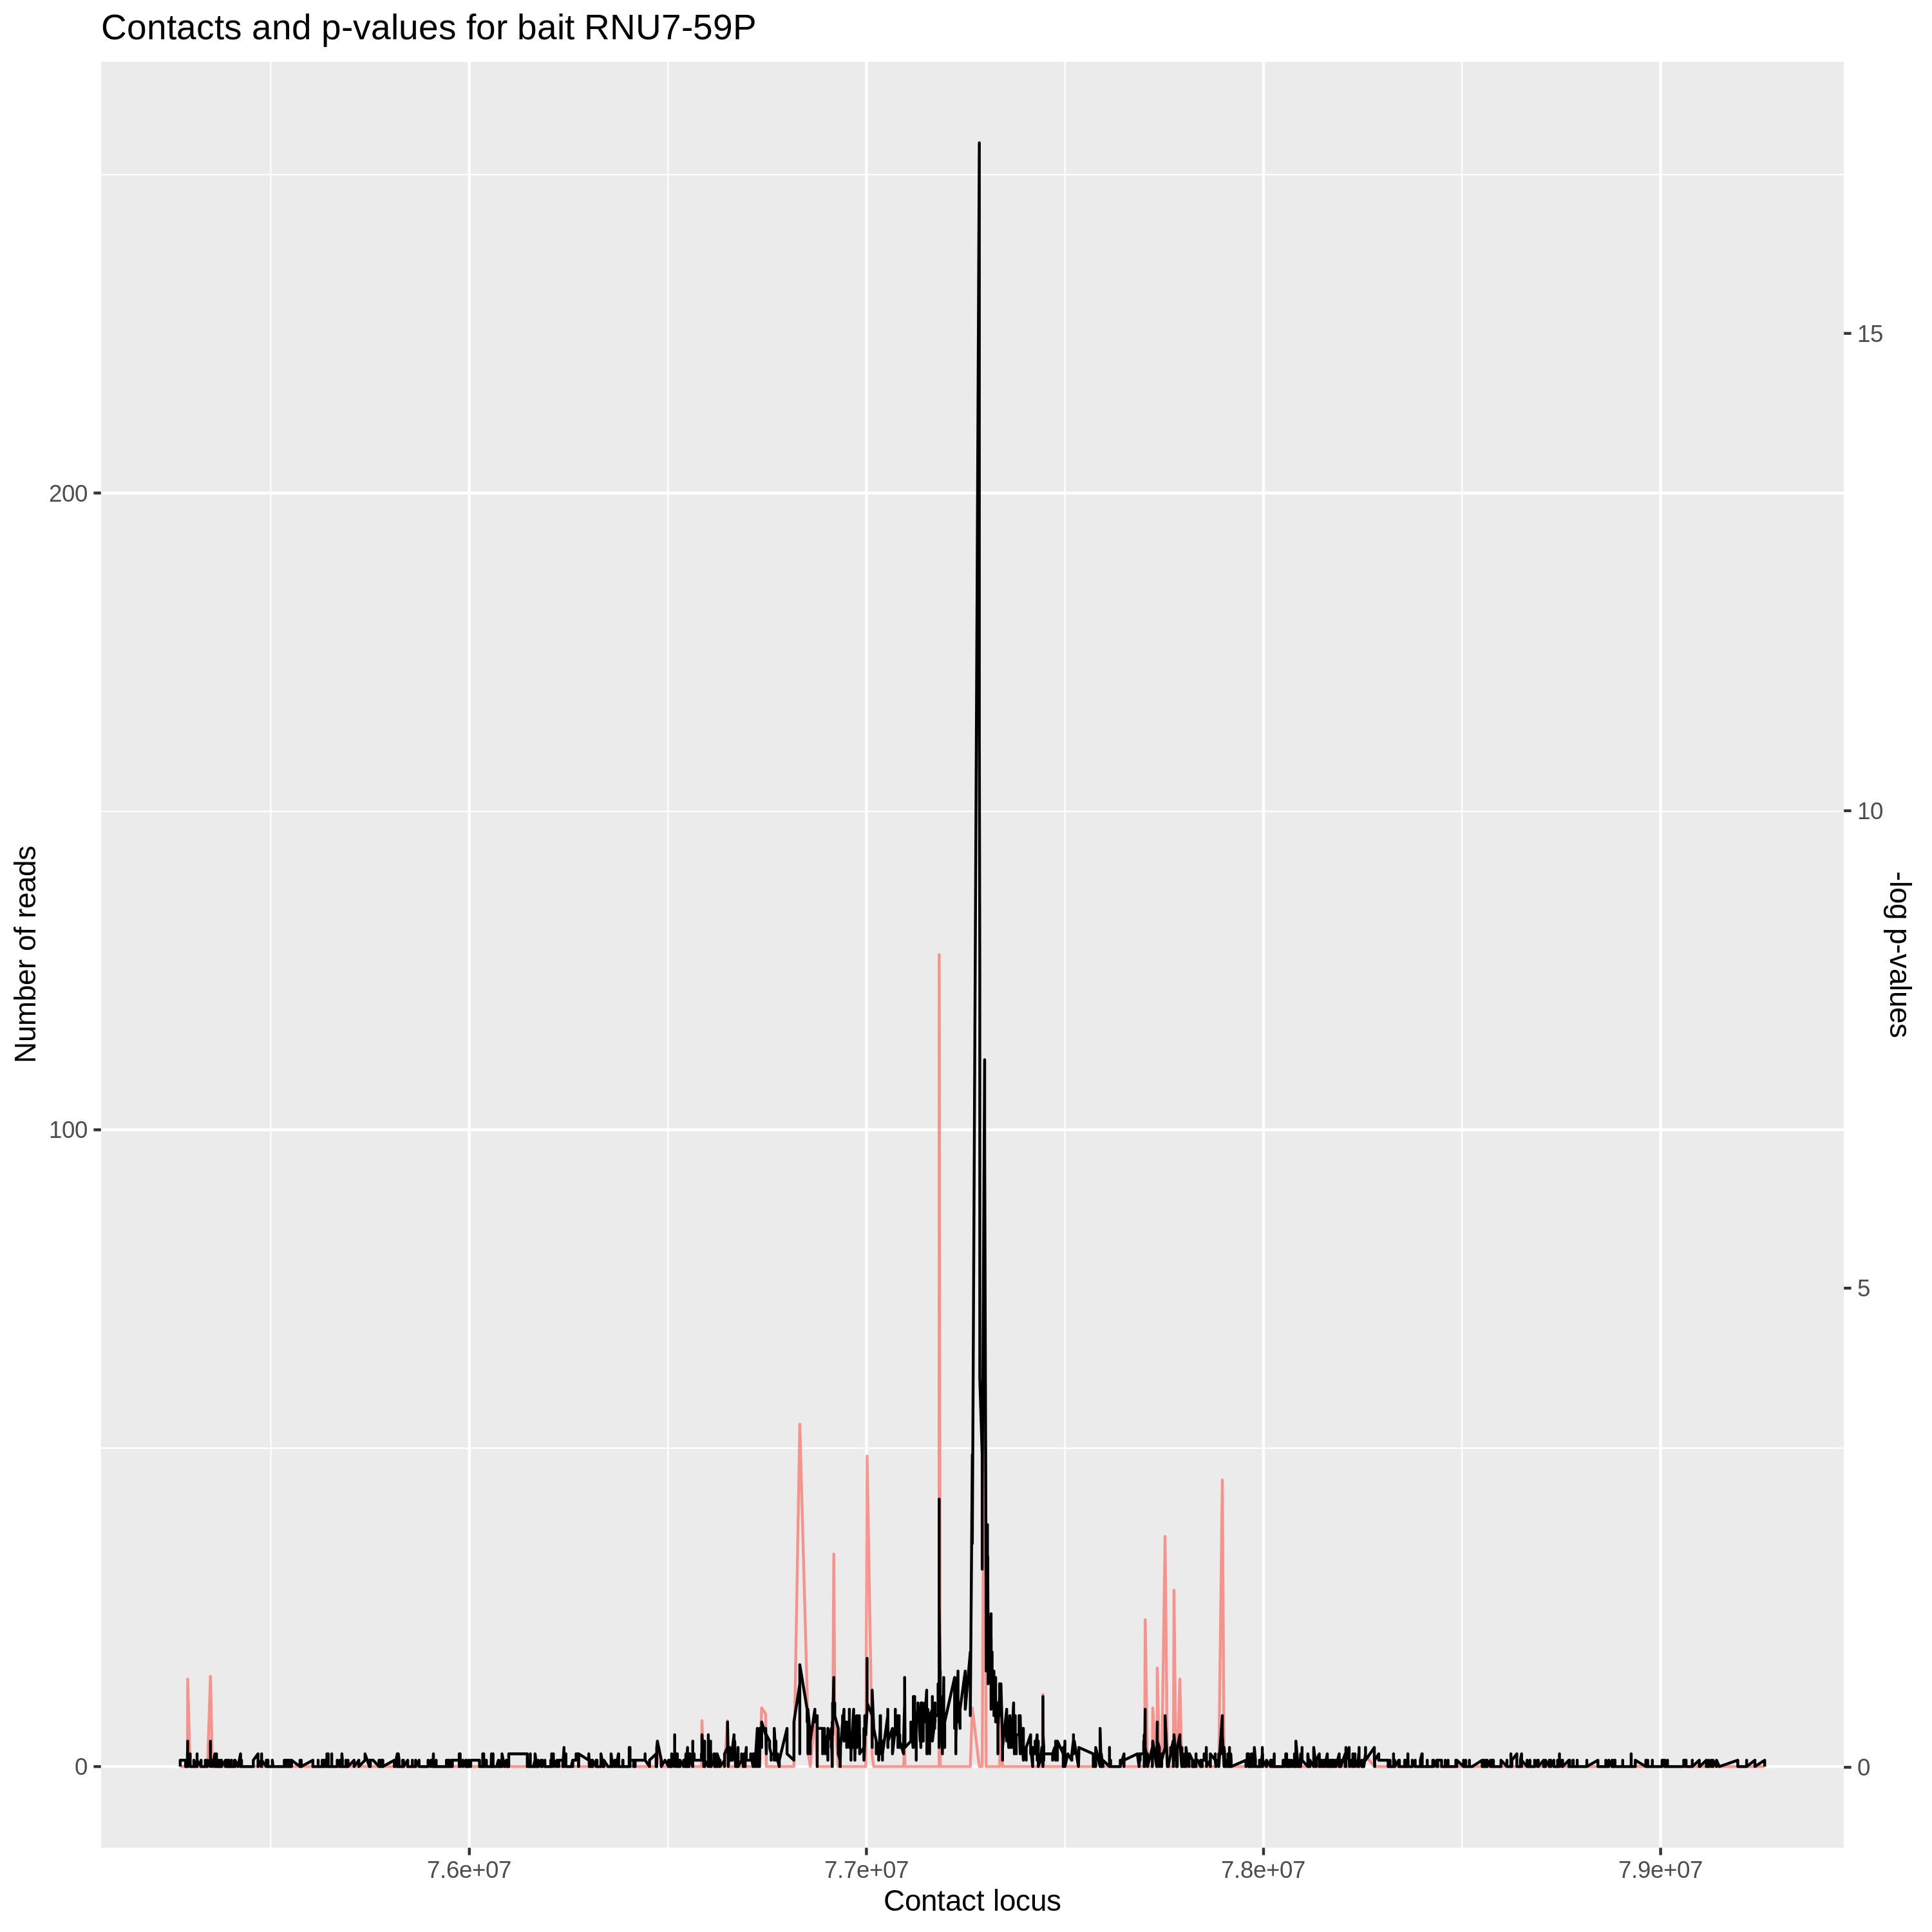 Contacts and p-values for bait RNU7-59P
Number of reads
200
100
0
15
10
5
0
-log p-values
7.6e+07
7.7e+07
7.8e+07
7.9e+07
Contact locus